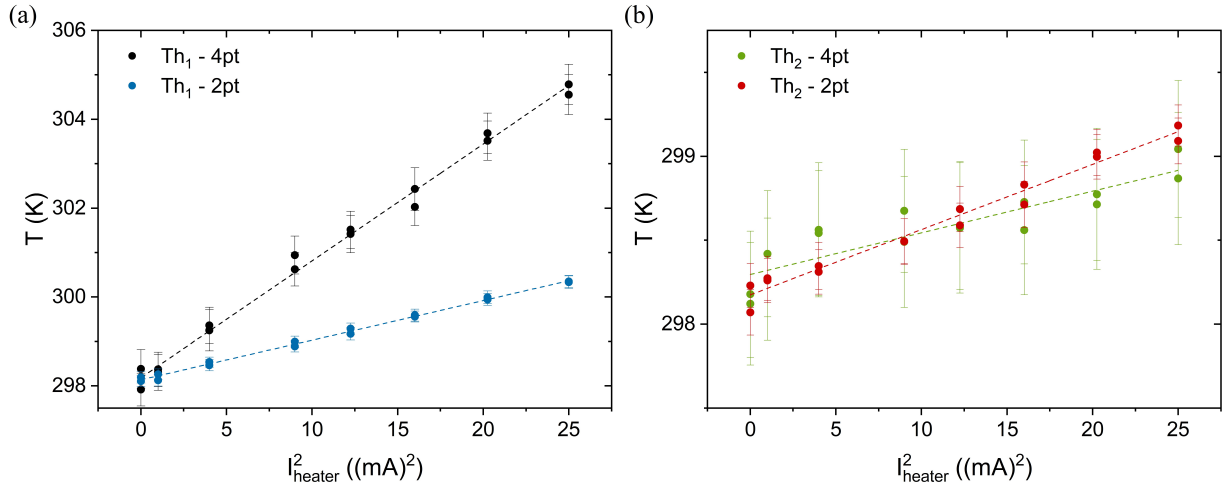 (a)
306
304
302
300
298
T (K)
Th₁ - 4pt
Th₁ - 2pt
0 5 10 15 20 25
I²heater ((mA)²)
(b)
299
298
T (K)
Th₂ - 4pt
Th₂ - 2pt
0 5 10 15 20 25
I²heater ((mA)²)